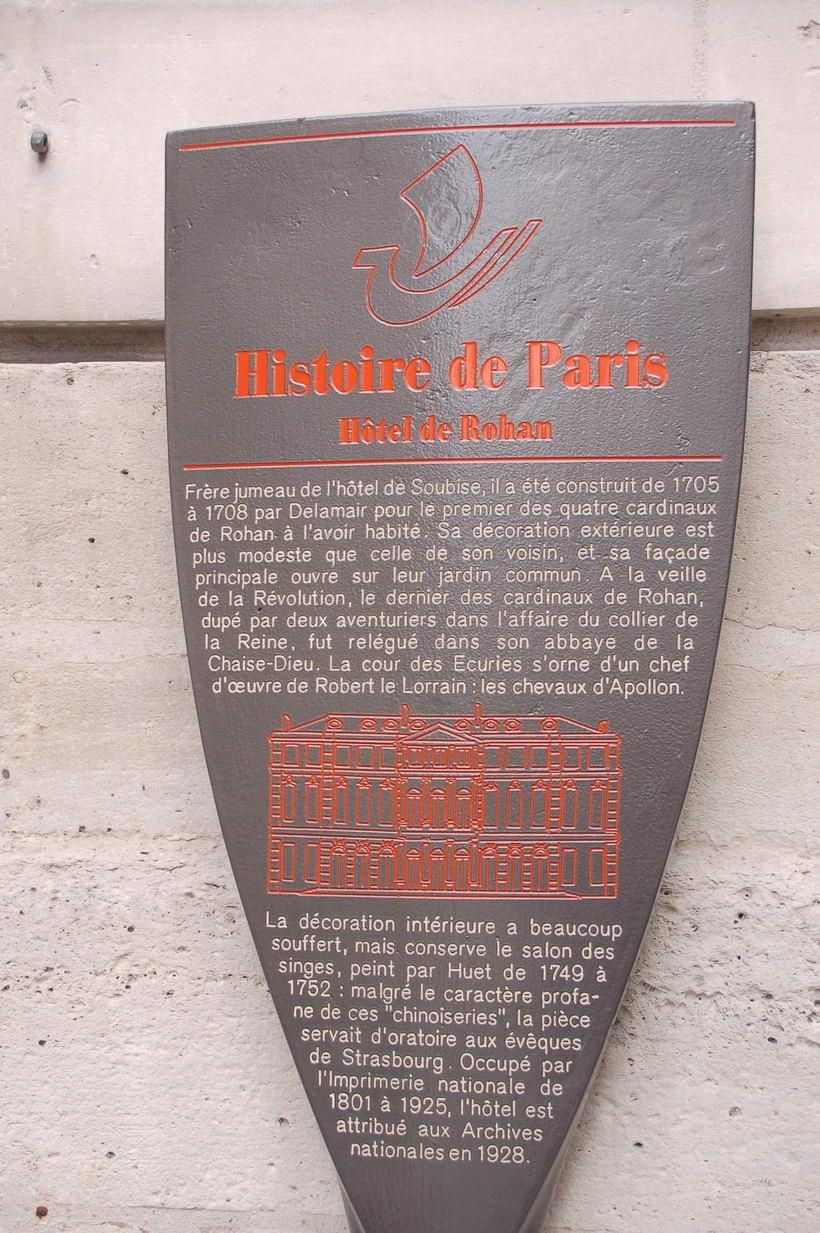 Histoire de Paris
Hôtel de Rohan
Frère jumeau de l'hôtel de Soubise, il a été construit de 1705
à 1708 par Delamair pour le premier des quatre cardinaux
de Rohan à l'avoir habité. Sa décoration extérieure est
plus modeste que celle de son voisin, et sa façade
principale ouvre sur leur jardin commun. A la veille
de la Révolution, le dernier des cardinaux de Rohan,
dupé par deux aventuriers dans l'affaire du collier de
la Reine, fut relégué dans son abbaye de la
Chaise-Dieu. La cour des Ecuries s'orne d'un chef
d'œuvre de Robert le Lorrain : les chevaux d'Apollon.
La décoration intérieure a beaucoup
souffert, mais conserve le salon des
singes, peint par Huet de 1749 à
1752 : malgré le caractère profa-
ne de ces "chinoiseries", la pièce
servait d'oratoire aux évêques
de Strasbourg. Occupé par
l'Imprimerie nationale de
1801 à 1925, l'hôtel est
attribué aux Archives
nationales en 1928.